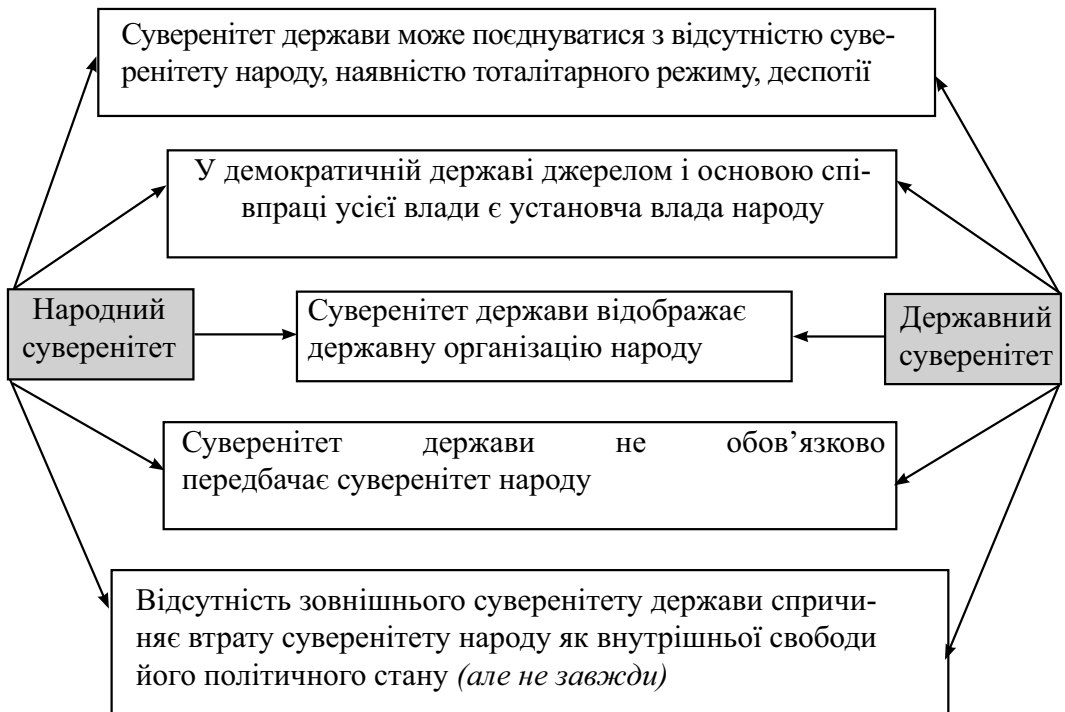 Суверенітет держави може поєднуватися з відсутністю суве-
ренітету народу, наявністю тоталітарного режиму, деспотії
У демократичній державі джерелом і основою спі-
впраці усієї влади є установча влада народу
Народний
суверенітет
Суверенітет держави відображає
державну організацію народу
Державний
суверенітет
Суверенітет держави не обов’язково
передбачає суверенітет народу
Відсутність зовнішнього суверенітету держави спричи-
няє втрату суверенітету народу як внутрішньої свободи
його політичного стану (але не завжди)